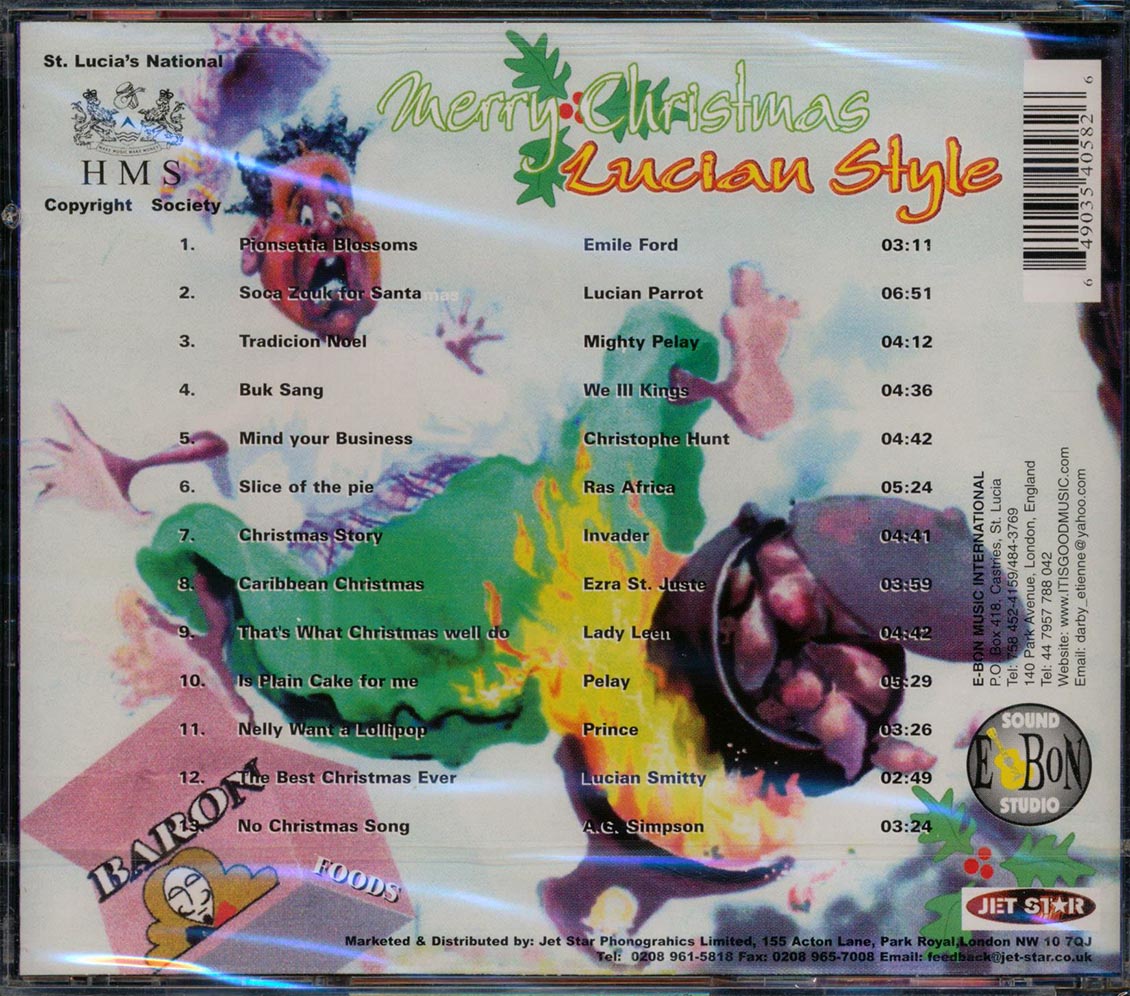 St. Lucia's National
MAKE MUSIC MAKE MONEY
HMS
Copyright Society
Merry Christmas
Lucian Style
1. Pionsettia Blossoms Emile Ford 03:11
2. Soca Zouk for Santa Lucian Parrot 06:51
3. Tradicion Noel Mighty Pelay 04:12
4. Buk Sang We III Kings 04:36
5. Mind your Business Christophe Hunt 04:42
6. Slice of the pie Ras Africa 05:24
7. Christmas Story Invader 04:41
8. Caribbean Christmas Ezra St. Juste 03:59
9. That's What Christmas well do Lady Leen 04:42
10. Is Plain Cake for me Pelay 05:29
11. Nelly Want a Lollipop Prince 03:26
12. The Best Christmas Ever Lucian Smitty 02:49
13. No Christmas Song A.G. Simpson 03:24
6 49035 40582 6
E-BON MUSIC INTERNATIONAL
P.O. Box 418, Castries, St. Lucia
Tel: 758 452-4159/484-3769
140 Park Avenue. London, England
Tel: 44 7957 788 042
Website: www.ITISGOODMUSIC.com
Email: darby_etienne@yahoo.com
SOUND
E BON
STUDIO
BARON
FOODS
JET STAR
Marketed & Distributed by: Jet Star Phonograhics Limited, 155 Acton Lane, Park Royal,London NW 10 7QJ
Tel: 0208 961-5818 Fax: 0208 965-7008 Email: feedback@jet-star.co.uk